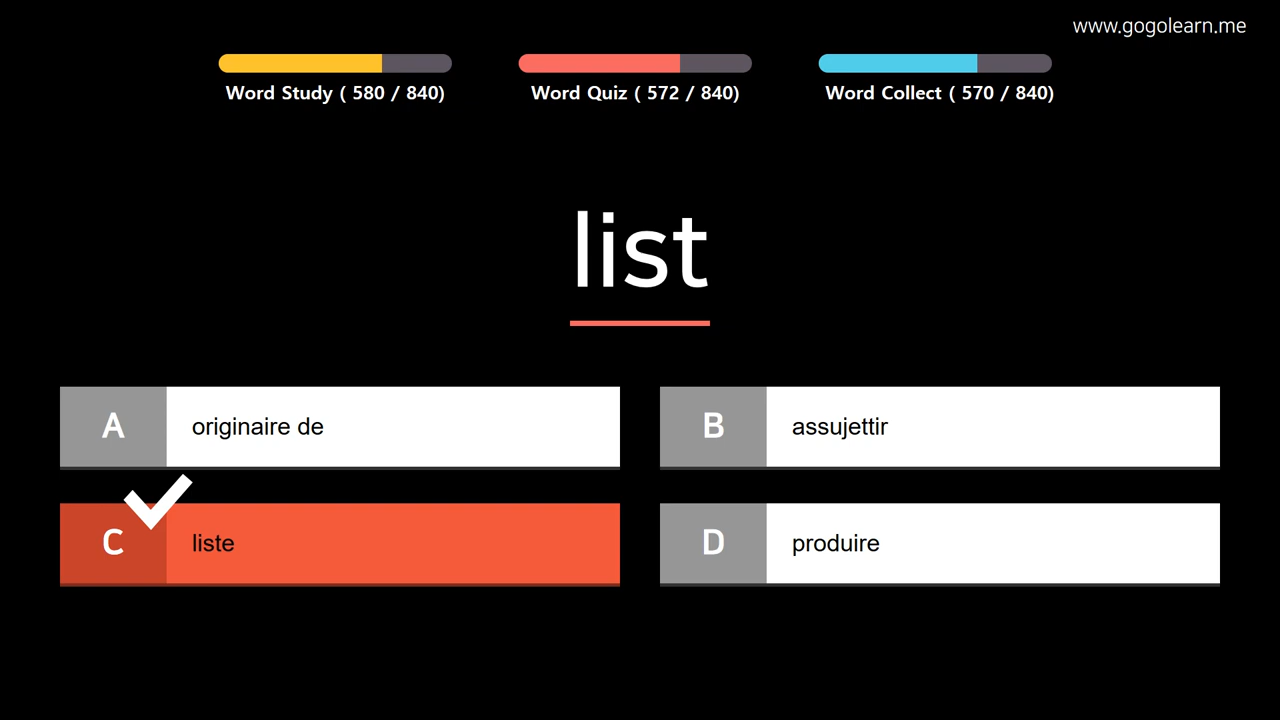 www.gogolearn.me
Word Study ( 580 / 840)
Word Quiz ( 572 / 840)
Word Collect ( 570 / 840)
list
A originaire de
B assujettir
C liste
D produire